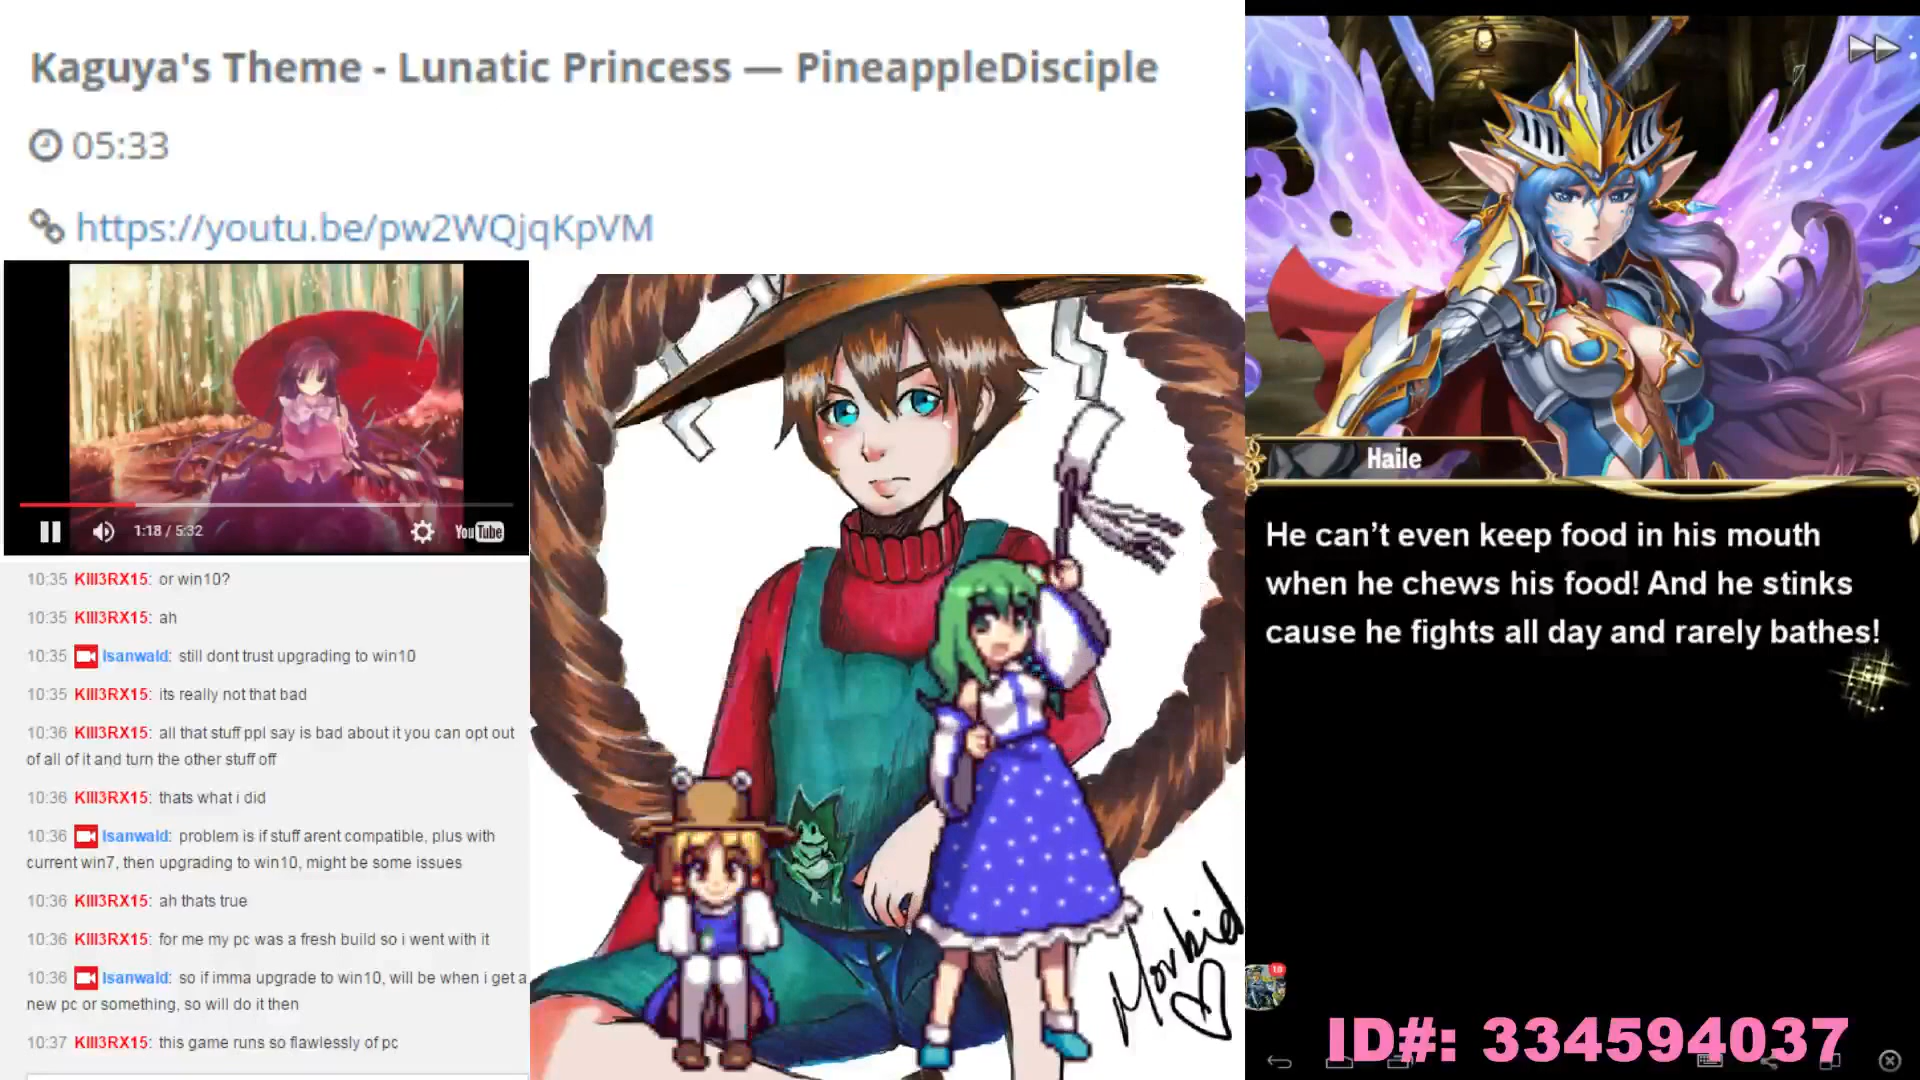 Kaguya's Theme - Lunatic Princess — PineappleDisciple
05:33
https://youtu.be/pw2WQjqKpVM
1:18 / 5:32
YouTube
10:35 KIll3RX15: or win10?
10:35 KIll3RX15: ah
10:35 Isanwald: still dont trust upgrading to win10
10:35 KIll3RX15: its really not that bad
10:36 KIll3RX15: all that stuff ppl say is bad about it you can opt out
of all of it and turn the other stuff off
10:36 KIll3RX15: thats what i did
10:36 Isanwald: problem is if stuff arent compatible, plus with
current win7, then upgrading to win10, might be some issues
10:36 KIll3RX15: ah thats true
10:36 KIll3RX15: for me my pc was a fresh build so i went with it
10:36 Isanwald: so if imma upgrade to win10, will be when i get a
new pc or something, so will do it then
10:37 KIll3RX15: this game runs so flawlessly of pc
Morbid
Haile
He can’t even keep food in his mouth
when he chews his food! And he stinks
cause he fights all day and rarely bathes!
10
ID#: 334594037